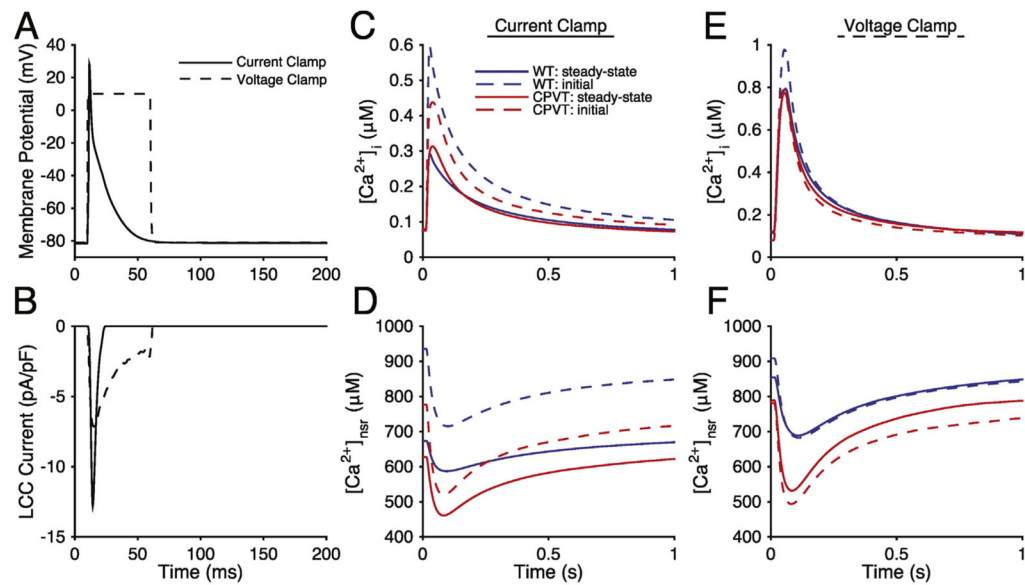 A
Membrane Potential (mV)
40
20
0
-20
-40
-60
-80
0
50
100
150
200
Current Clamp
Voltage Clamp
C
Current Clamp
[Ca2+]i (µM)
0.6
0.5
0.4
0.3
0.2
0.1
0
0
0.5
1
WT: steady-state
WT: initial
CPVT: steady-state
CPVT: initial
E
Voltage Clamp
[Ca2+]i (µM)
1
0.8
0.6
0.4
0.2
0
0
0.5
1
B
LCC Current (pA/pF)
0
-5
-10
-15
0
50
100
150
200
Time (ms)
D
[Ca2+]nsr (µM)
1000
900
800
700
600
500
400
0
0.5
1
Time (s)
F
[Ca2+]nsr (µM)
1000
900
800
700
600
500
400
0
0.5
1
Time (s)